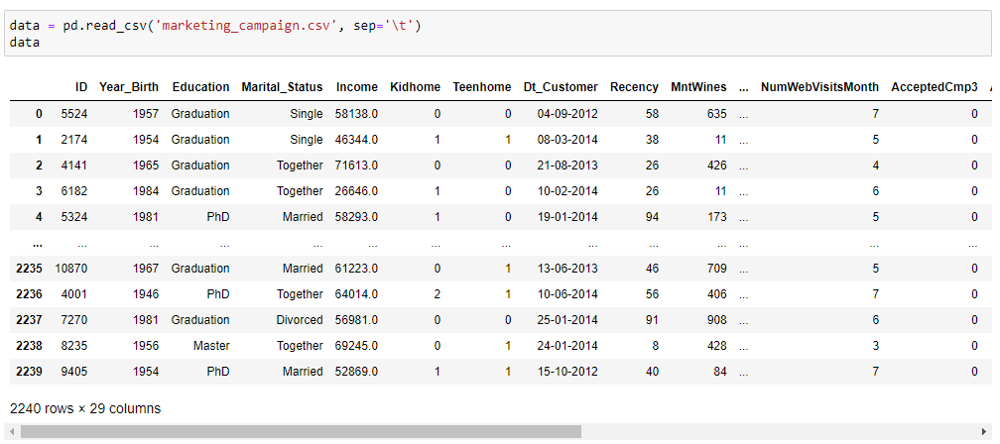 data = pd.read_csv('marketing_campaign.csv', sep='\t')
data
ID Year_Birth Education Marital_Status Income Kidhome Teenhome Dt_Customer Recency MntWines ... NumWebVisitsMonth AcceptedCmp3
0 5524 1957 Graduation Single 58138.0 0 0 04-09-2012 58 635 ... 7 0
1 2174 1954 Graduation Single 46344.0 1 1 08-03-2014 38 11 ... 5 0
2 4141 1965 Graduation Together 71613.0 0 0 21-08-2013 26 426 ... 4 0
3 6182 1984 Graduation Together 26646.0 1 0 10-02-2014 26 11 ... 6 0
4 5324 1981 PhD Married 58293.0 1 0 19-01-2014 94 173 ... 5 0
... ... ... ... ... ... ... ... ... ... ... ... ... ...
2235 10870 1967 Graduation Married 61223.0 0 1 13-06-2013 46 709 ... 5 0
2236 4001 1946 PhD Together 64014.0 2 1 10-06-2014 56 406 ... 7 0
2237 7270 1981 Graduation Divorced 56981.0 0 0 25-01-2014 91 908 ... 6 0
2238 8235 1956 Master Together 69245.0 0 1 24-01-2014 8 428 ... 3 0
2239 9405 1954 PhD Married 52869.0 1 1 15-10-2012 40 84 ... 7 0
2240 rows × 29 columns